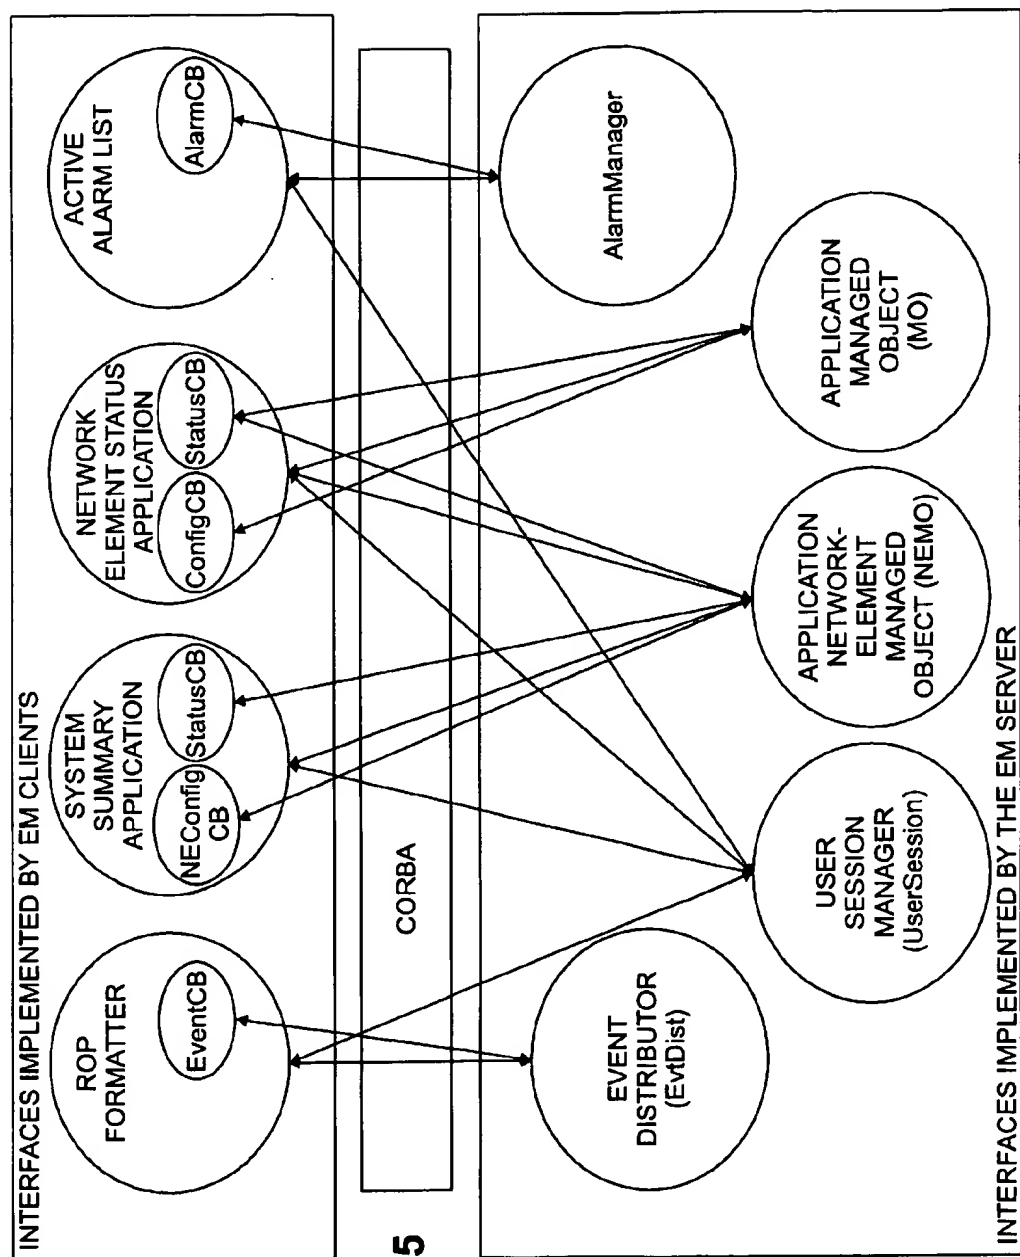 INTERFACES IMPLEMENTED BY EM CLIENTS
ROP
FORMATTER
EventCB
SYSTEM
SUMMARY
APPLICATION
NEConfig
CB
StatusCB
NETWORK
ELEMENT STATUS
APPLICATION
ConfigCB
StatusCB
ACTIVE
ALARM LIST
AlarmCB
CORBA
5
EVENT
DISTRIBUTOR
(EvtDist)
USER
SESSION
MANAGER
(UserSession)
APPLICATION
NETWORK-
ELEMENT
MANAGED
OBJECT (NEMO)
APPLICATION
MANAGED
OBJECT
(MO)
AlarmManager
INTERFACES IMPLEMENTED BY THE EM SERVER